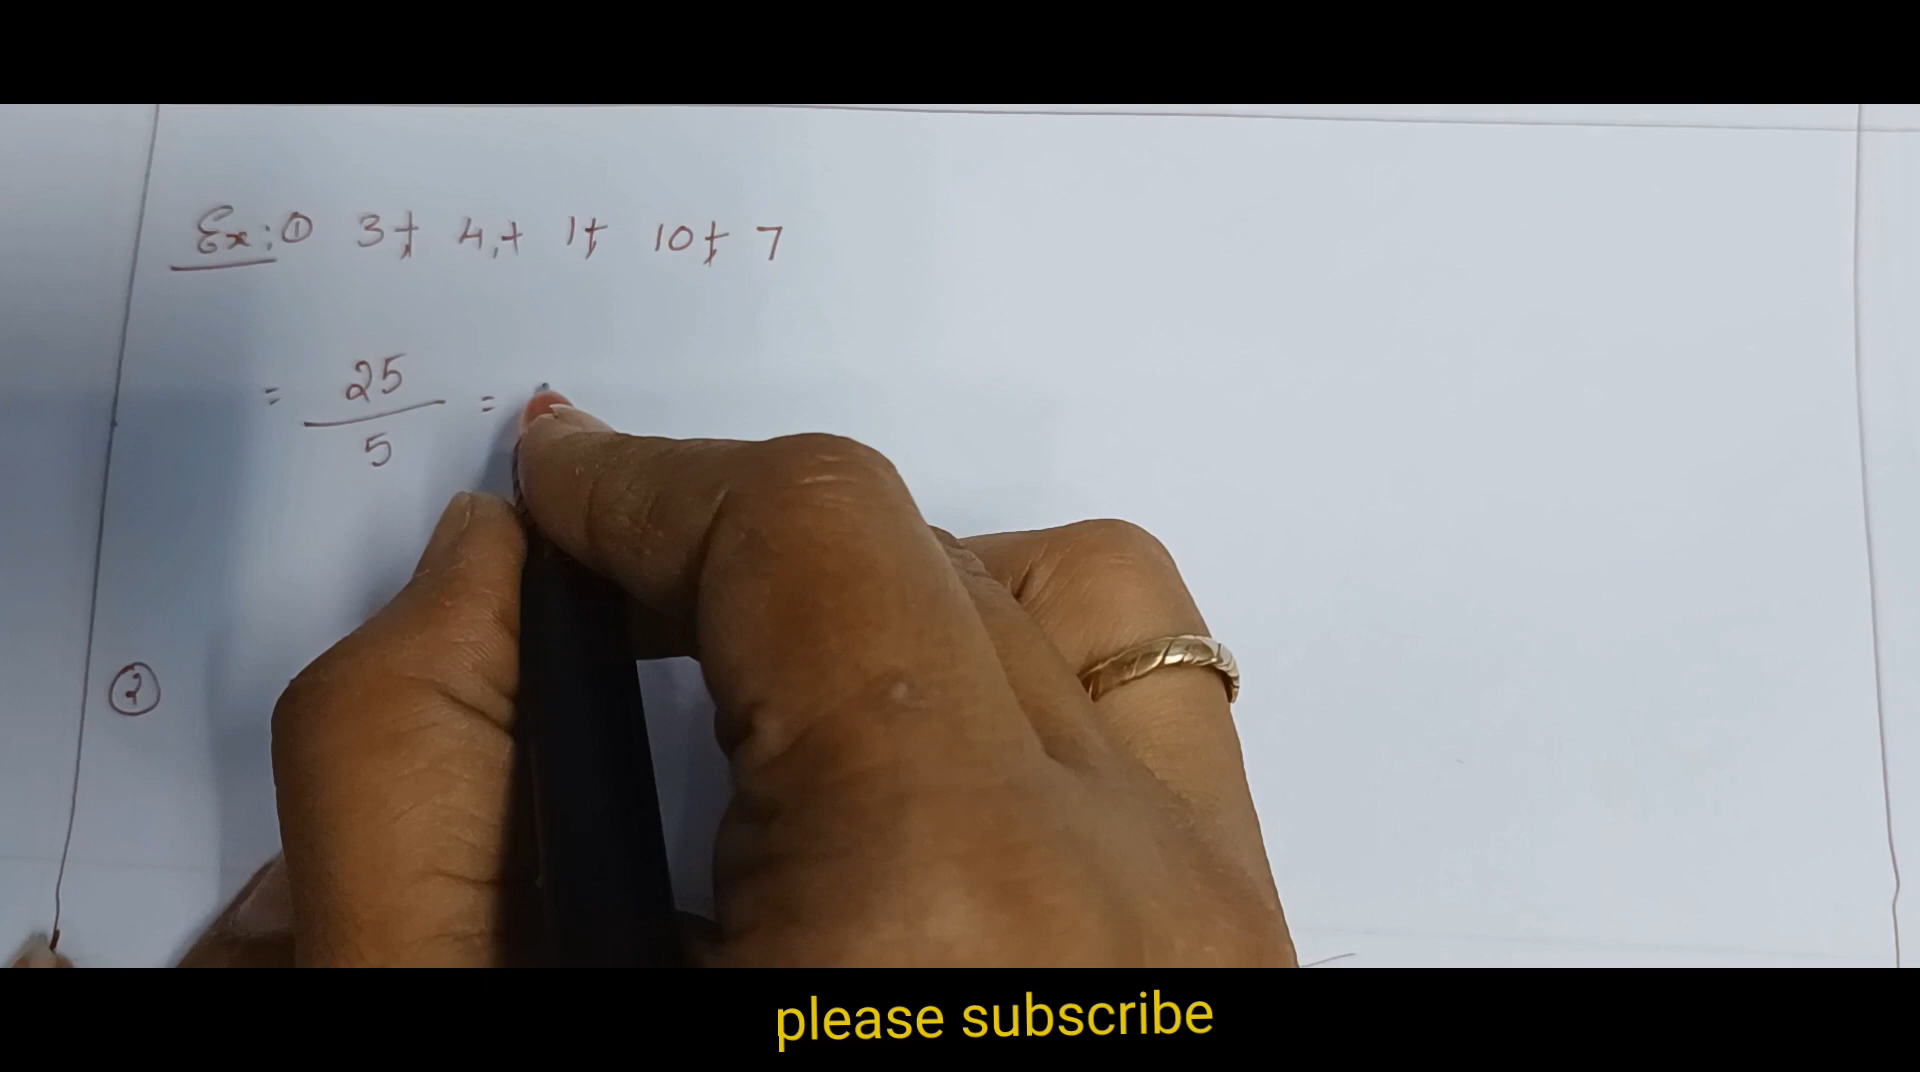 Ex: ① 3, + 4, + 1, + 10, + 7
= 25 / 5 =
②
please subscribe